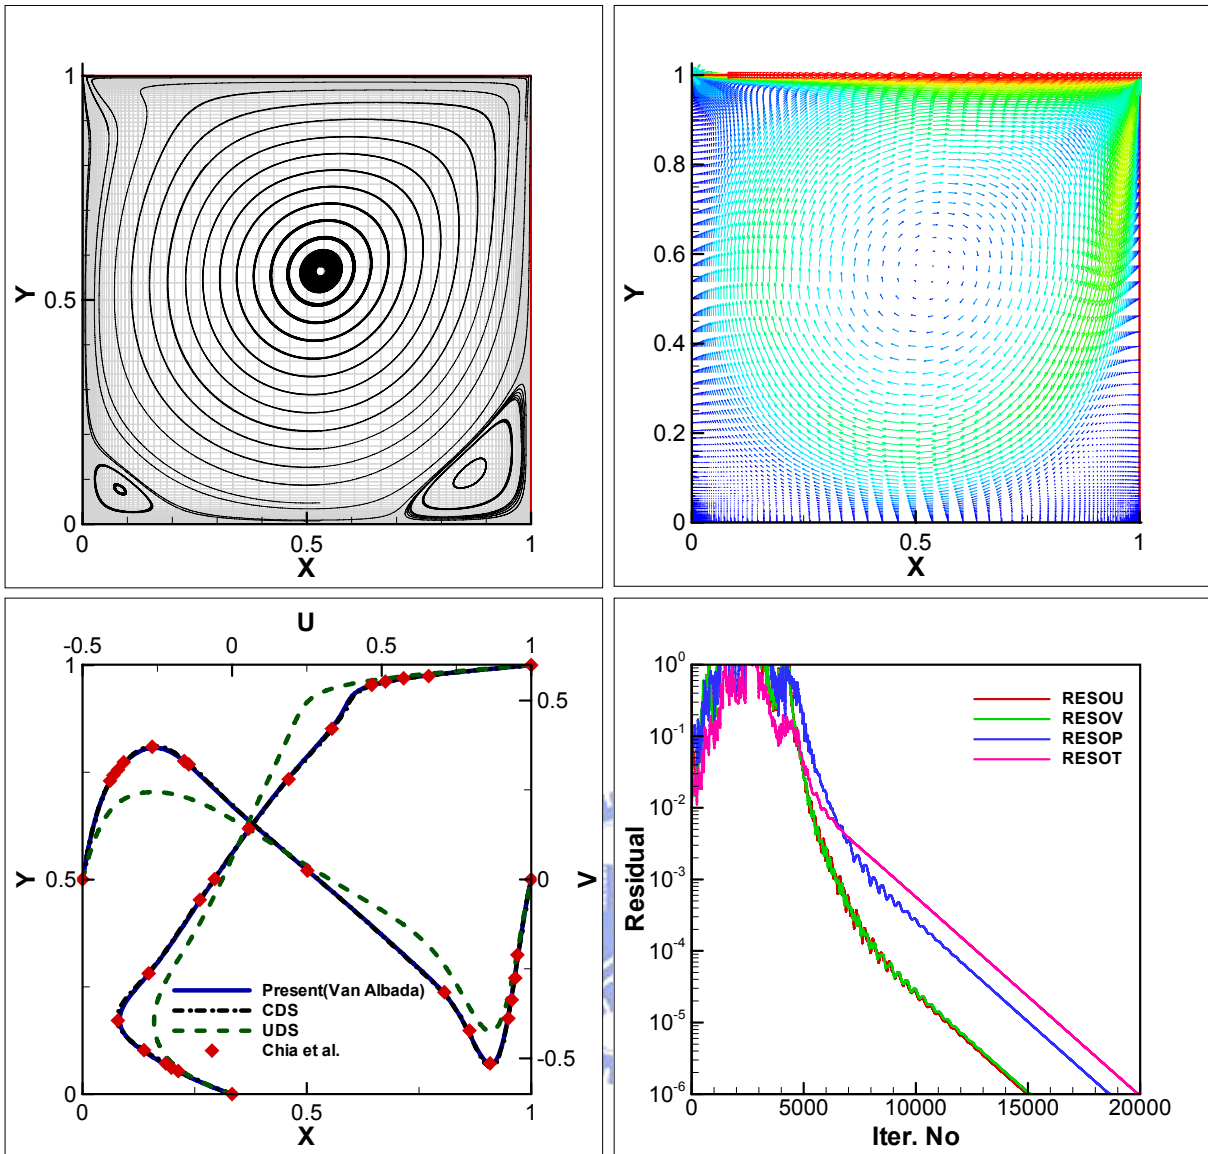 1
Y
0.5
0
0
0.5
1
X
1
0.8
Y
0.6
0.4
0.2
0
0
0.5
1
X
U
-0.5
0
0.5
1
1
Y
0.5
0
0.5
V
0
-0.5
Present(Van Albada)
CDS
UDS
Chia et al.
0
0.5
1
X
10^0
10^-1
10^-2
10^-3
10^-4
10^-5
10^-6
Residual
RESOU
RESOV
RESOP
RESOT
0
5000
10000
15000
20000
Iter. No